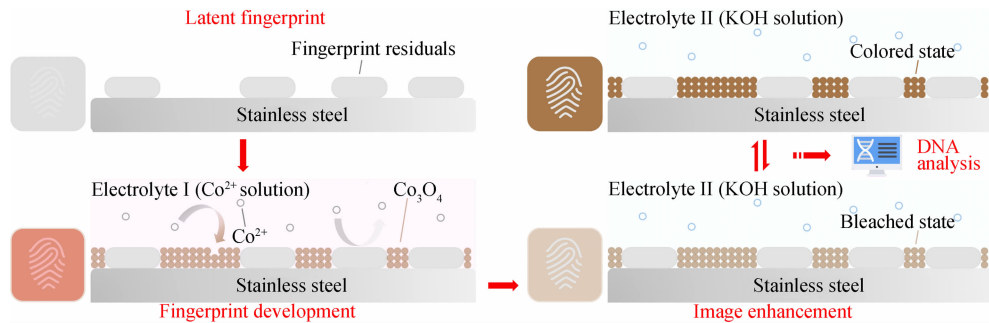 Latent fingerprint
Fingerprint residuals
Stainless steel
Electrolyte I (Co²⁺ solution)
Co₃O₄
Co²⁺
Stainless steel
Fingerprint development
Electrolyte II (KOH solution)
Colored state
Stainless steel
DNA
analysis
Electrolyte II (KOH solution)
Bleached state
Stainless steel
Image enhancement